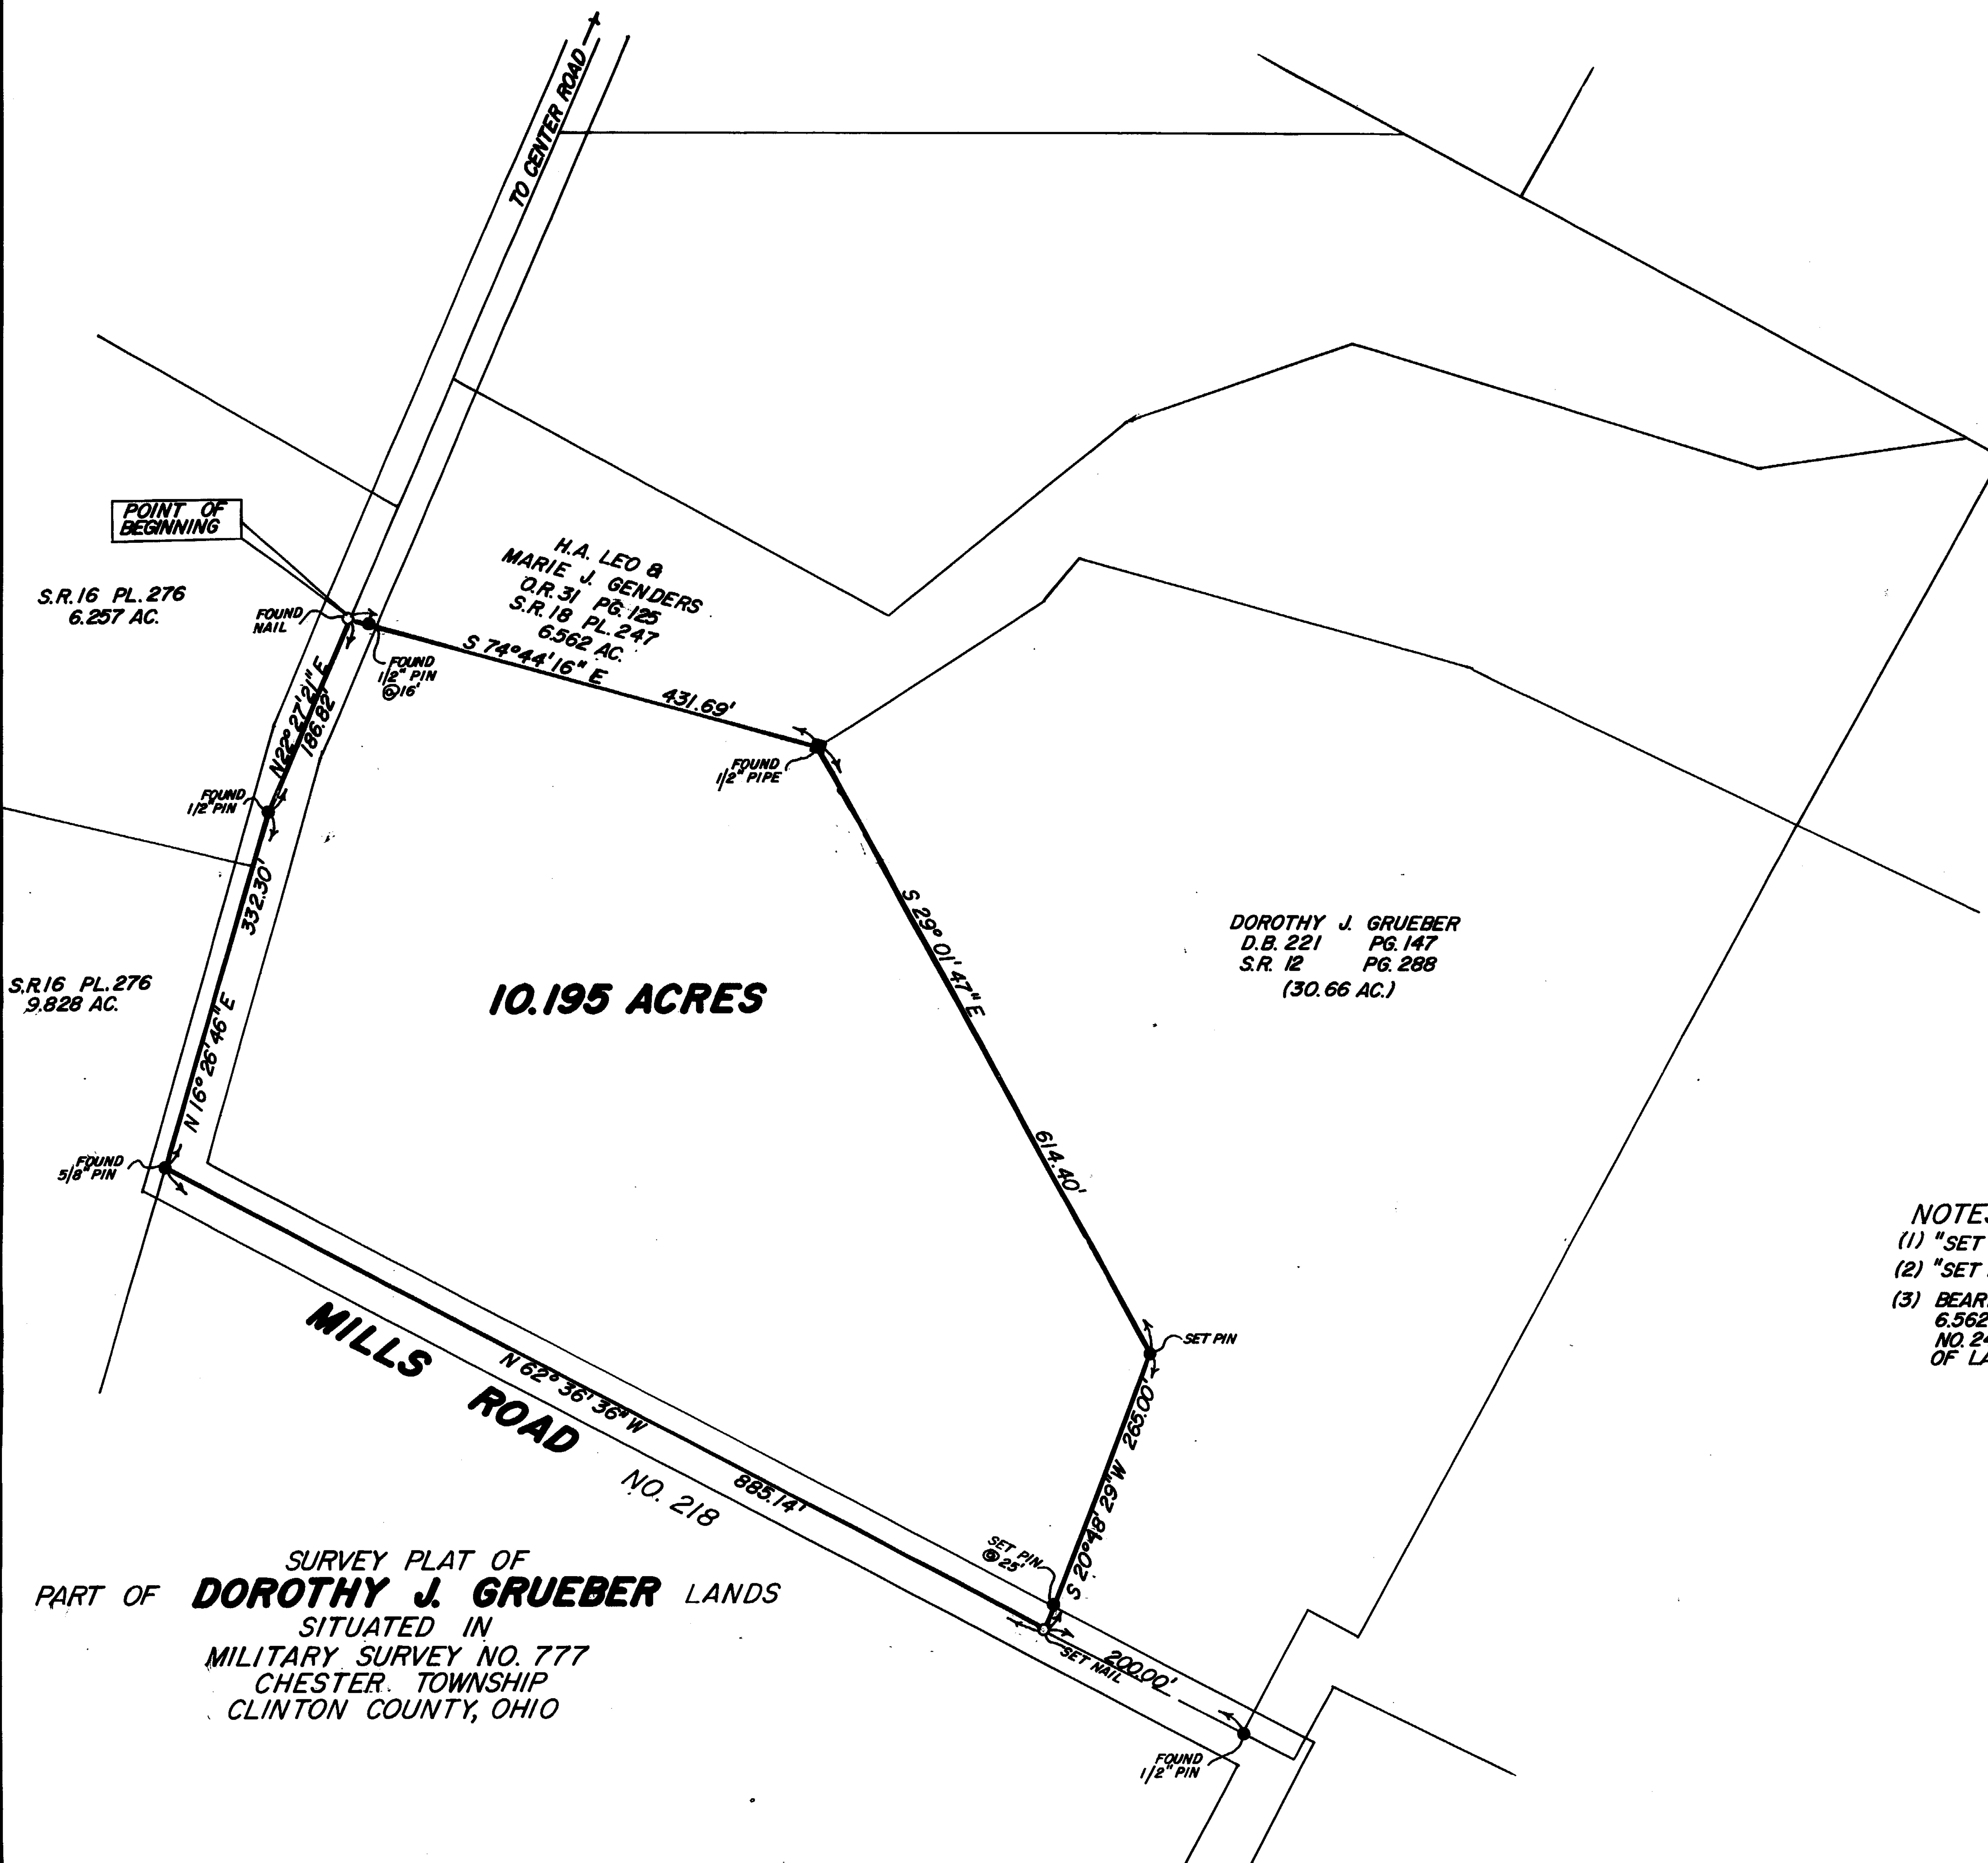 TO CENTER ROAD
POINT OF
BEGINNING
S.R. 16 PL. 276
6.257 AC.
FOUND
NAIL
H.A. LEO &
MARIE J. GENDERS
O.R. 31 PG. 125
S.R. 18 PL. 247
6.562 AC.
S 74° 44' 16" E 431.69'
FOUND
1/2" PIN
@ 16'
N 22° 27' 21" E
186.82'
FOUND
1/2" PIPE
FOUND
1/2" PIN
332.30'
N 16° 26' 46" E
S.R 16 PL. 276
9.828 AC.
10.195 ACRES
S 29° 01' 47" E
614.40'
DOROTHY J. GRUEBER
D.B. 221 PG. 147
S.R. 12 PG. 288
(30.66 AC.)
FOUND
5/8" PIN
NOTES
(1) "SET
(2) "SET
(3) BEAR
6.562
NO. 24
OF LA
SET PIN
S 20° 48' 29" W 265.00'
MILLS ROAD
NO. 218
N 62° 36' 36" W
885.14'
SET PIN
@ 25'
SET NAIL
200.00'
FOUND
1/2" PIN
SURVEY PLAT OF
PART OF DOROTHY J. GRUEBER LANDS
SITUATED IN
MILITARY SURVEY NO. 777
CHESTER TOWNSHIP
CLINTON COUNTY, OHIO